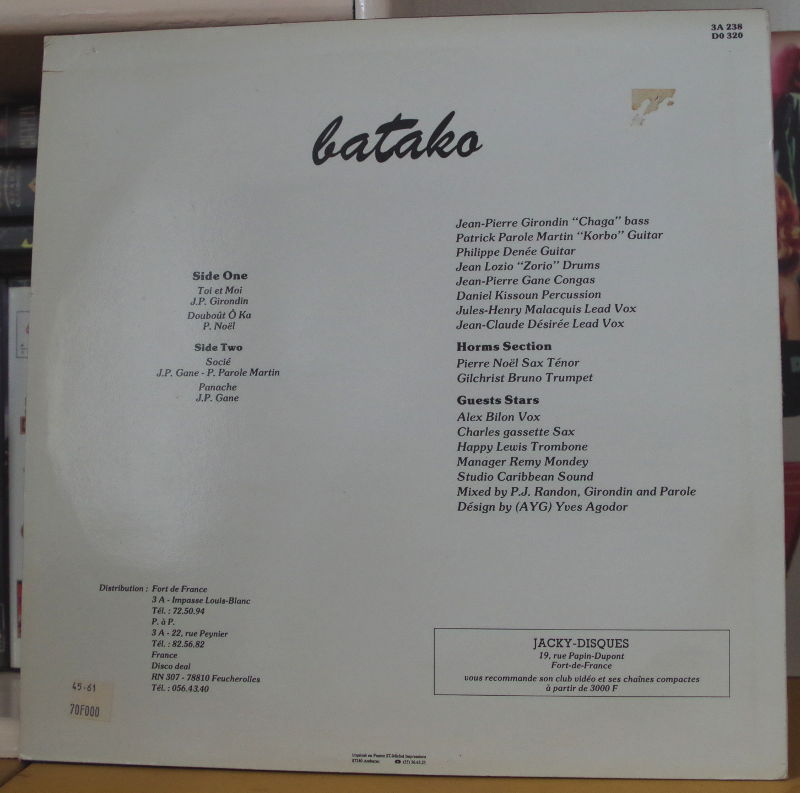 3A 238
D0 320
batako
Side One
Toi et Moi
J.P. Girondin
Douboût Ô Ka
P. Noël
Side Two
Socié
J.P. Gane - P. Parole Martin
Panache
J.P. Gane
Jean-Pierre Girondin “Chaga” bass
Patrick Parole Martin “Korbo” Guitar
Philippe Denée Guitar
Jean Lozio “Zorio” Drums
Jean-Pierre Gane Congas
Daniel Kissoun Percussion
Jules-Henry Malacquis Lead Vox
Jean-Claude Désirée Lead Vox
Horms Section
Pierre Noël Sax Ténor
Gilchrist Bruno Trumpet
Guests Stars
Alex Bilon Vox
Charles gassette Sax
Happy Lewis Trombone
Manager Remy Mondey
Studio Caribbean Sound
Mixed by P.J. Randon, Girondin and Parole
Désign by (AYG) Yves Agodor
Distribution : Fort de France
3 A - Impasse Louis-Blanc
Tél. : 72.50.94
P. à P.
3 A - 22, rue Peynier
Tél. : 82.56.82
France
Disco deal
RN 307 - 78810 Feucherolles
Tél. : 056.43.40
45-61
70F000
JACKY-DISQUES
19, rue Papin-Dupont
Fort-de-France
vous recommande son club vidéo et ses chaînes compactes
à partir de 3000 F